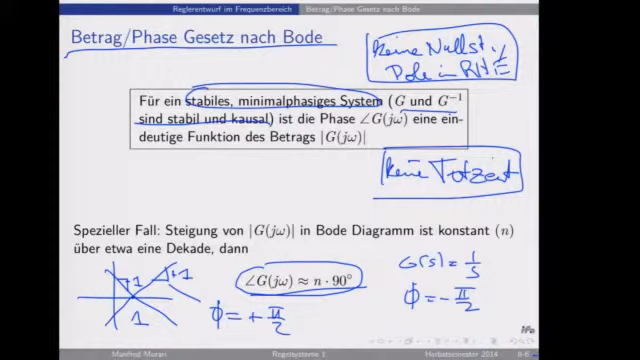 Reglerentwurf im Frequenzbereich Betrag/Phase Gesetz nach Bode
Betrag/Phase Gesetz nach Bode
keine Nullst. /
Pole in RHE
Für ein stabiles, minimalphasiges System (G und G⁻¹
sind stabil und kausal) ist die Phase ∠G(jω) eine ein-
deutige Funktion des Betrags |G(jω)|
keine Totzeit
Spezieller Fall: Steigung von |G(jω)| in Bode Diagramm ist konstant (n)
über etwa eine Dekade, dann
∠G(jω) ≈ n · 90°
+1
+1
1
ϕ = + π/2
G(s) = 1/s
ϕ = − π/2
Manfred Morari Regelsysteme 1 Herbstsemester 2014 8-6